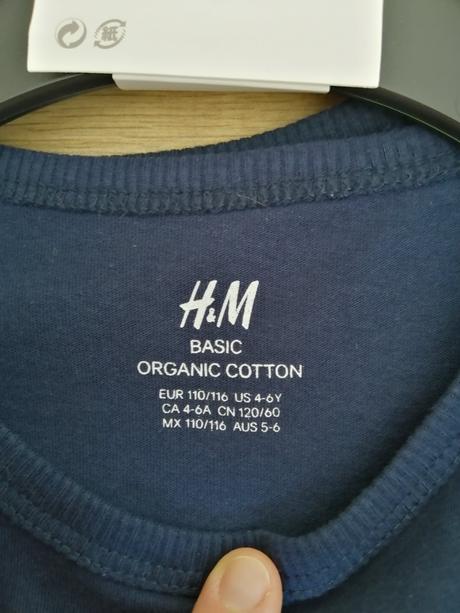 紙
H&M
BASIC
ORGANIC COTTON
EUR 110/116 US 4-6Y
CA 4-6A CN 120/60
MX 110/116 AUS 5-6